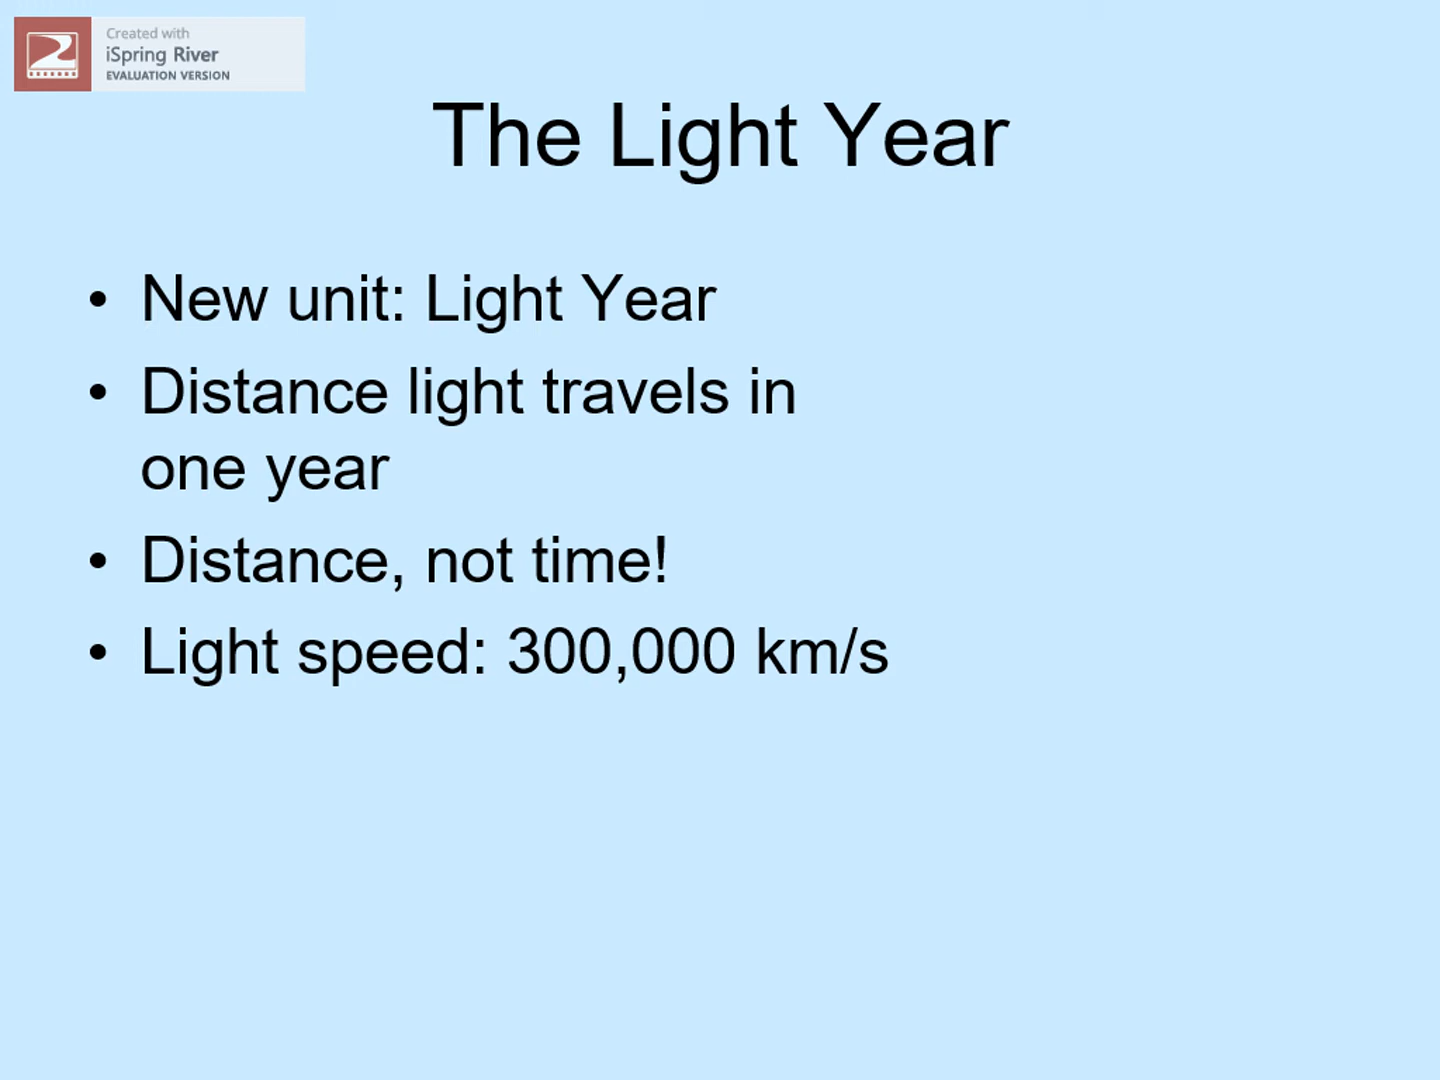 Created with
iSpring River
EVALUATION VERSION
The Light Year
• New unit: Light Year
• Distance light travels in
one year
• Distance, not time!
• Light speed: 300,000 km/s